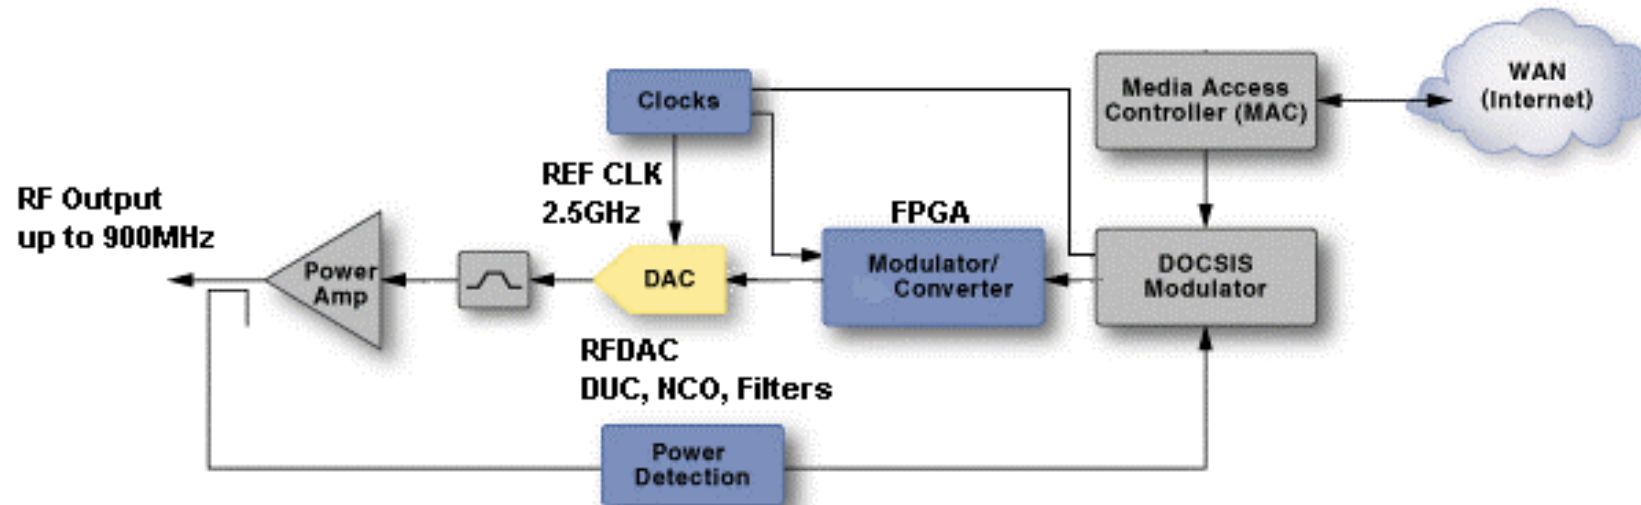 WAN
(Internet)
Media Access
Controller (MAC)
Clocks
REF CLK
2.5GHz
RF Output
up to 900MHz
FPGA
Power
Amp
DAC
Modulator/
Converter
DOCSIS
Modulator
RFDAC
DUC, NCO, Filters
Power
Detection